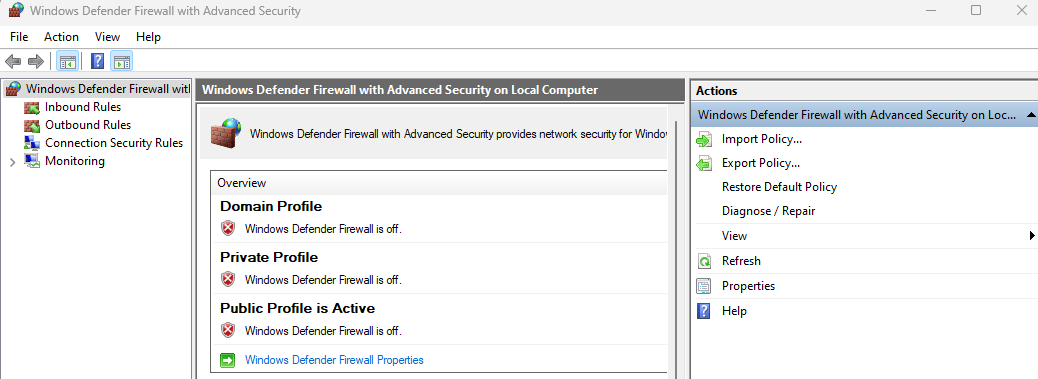 Windows Defender Firewall with Advanced Security
File Action View Help
Windows Defender Firewall wit
Inbound Rules
Outbound Rules
Connection Security Rules
Monitoring
Windows Defender Firewall with Advanced Security on Local Computer
Windows Defender Firewall with Advanced Security provides network security for Window
Overview
Domain Profile
Windows Defender Firewall is off.
Private Profile
Windows Defender Firewall is off.
Public Profile is Active
Windows Defender Firewall is off.
Windows Defender Firewall Properties
Actions
Windows Defender Firewall with Advanced Security on Loc...
Import Policy...
Export Policy...
Restore Default Policy
Diagnose / Repair
View
Refresh
Properties
Help